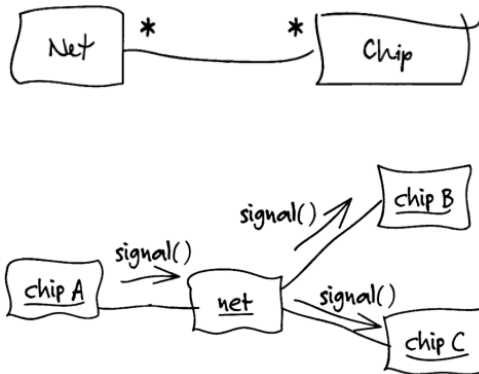 Net * * Chip
chip B
signal()
signal()
chip A
net
signal()
chip C